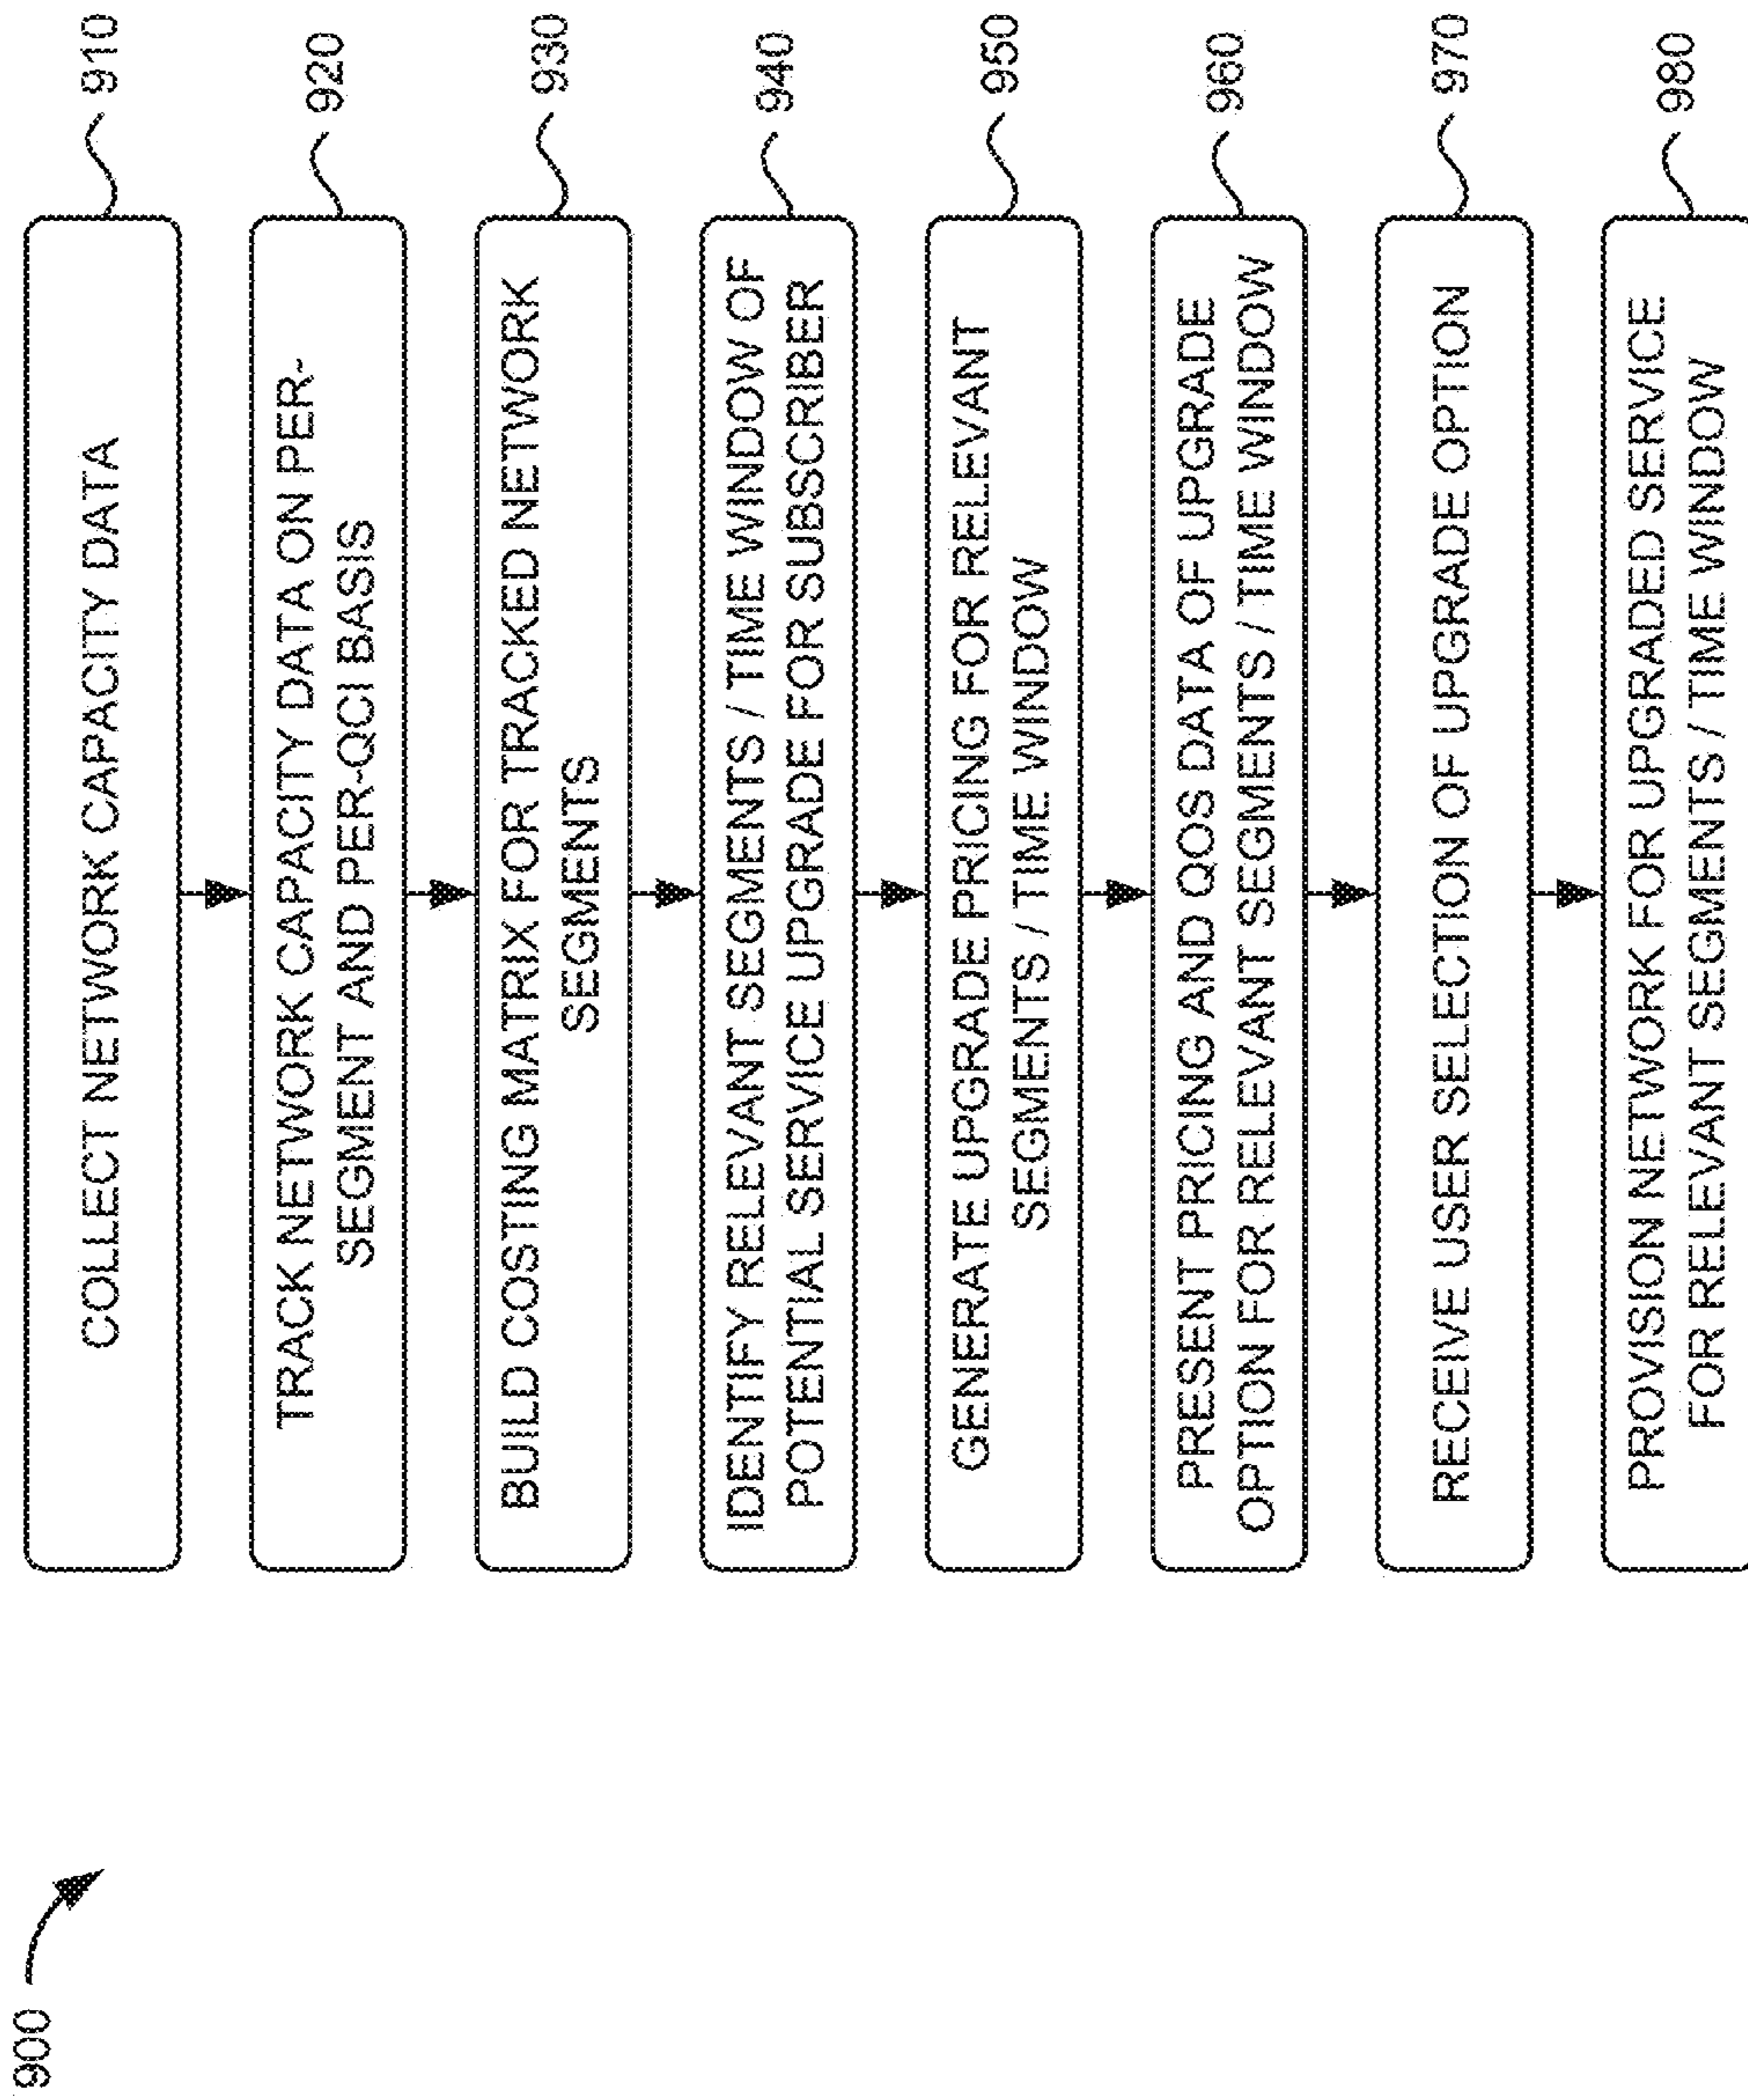 900
COLLECT NETWORK CAPACITY DATA
910
TRACK NETWORK CAPACITY DATA ON PER-
SEGMENT AND PER-QCI BASIS
920
BUILD COSTING MATRIX FOR TRACKED NETWORK
SEGMENTS
930
IDENTIFY RELEVANT SEGMENTS / TIME WINDOW OF
POTENTIAL SERVICE UPGRADE FOR SUBSCRIBER
940
GENERATE UPGRADE PRICING FOR RELEVANT
SEGMENTS / TIME WINDOW
950
PRESENT PRICING AND QOS DATA OF UPGRADE
OPTION FOR RELEVANT SEGMENTS / TIME WINDOW
960
RECEIVE USER SELECTION OF UPGRADE OPTION
970
PROVISION NETWORK FOR UPGRADED SERVICE
FOR RELEVANT SEGMENTS / TIME WINDOW
980